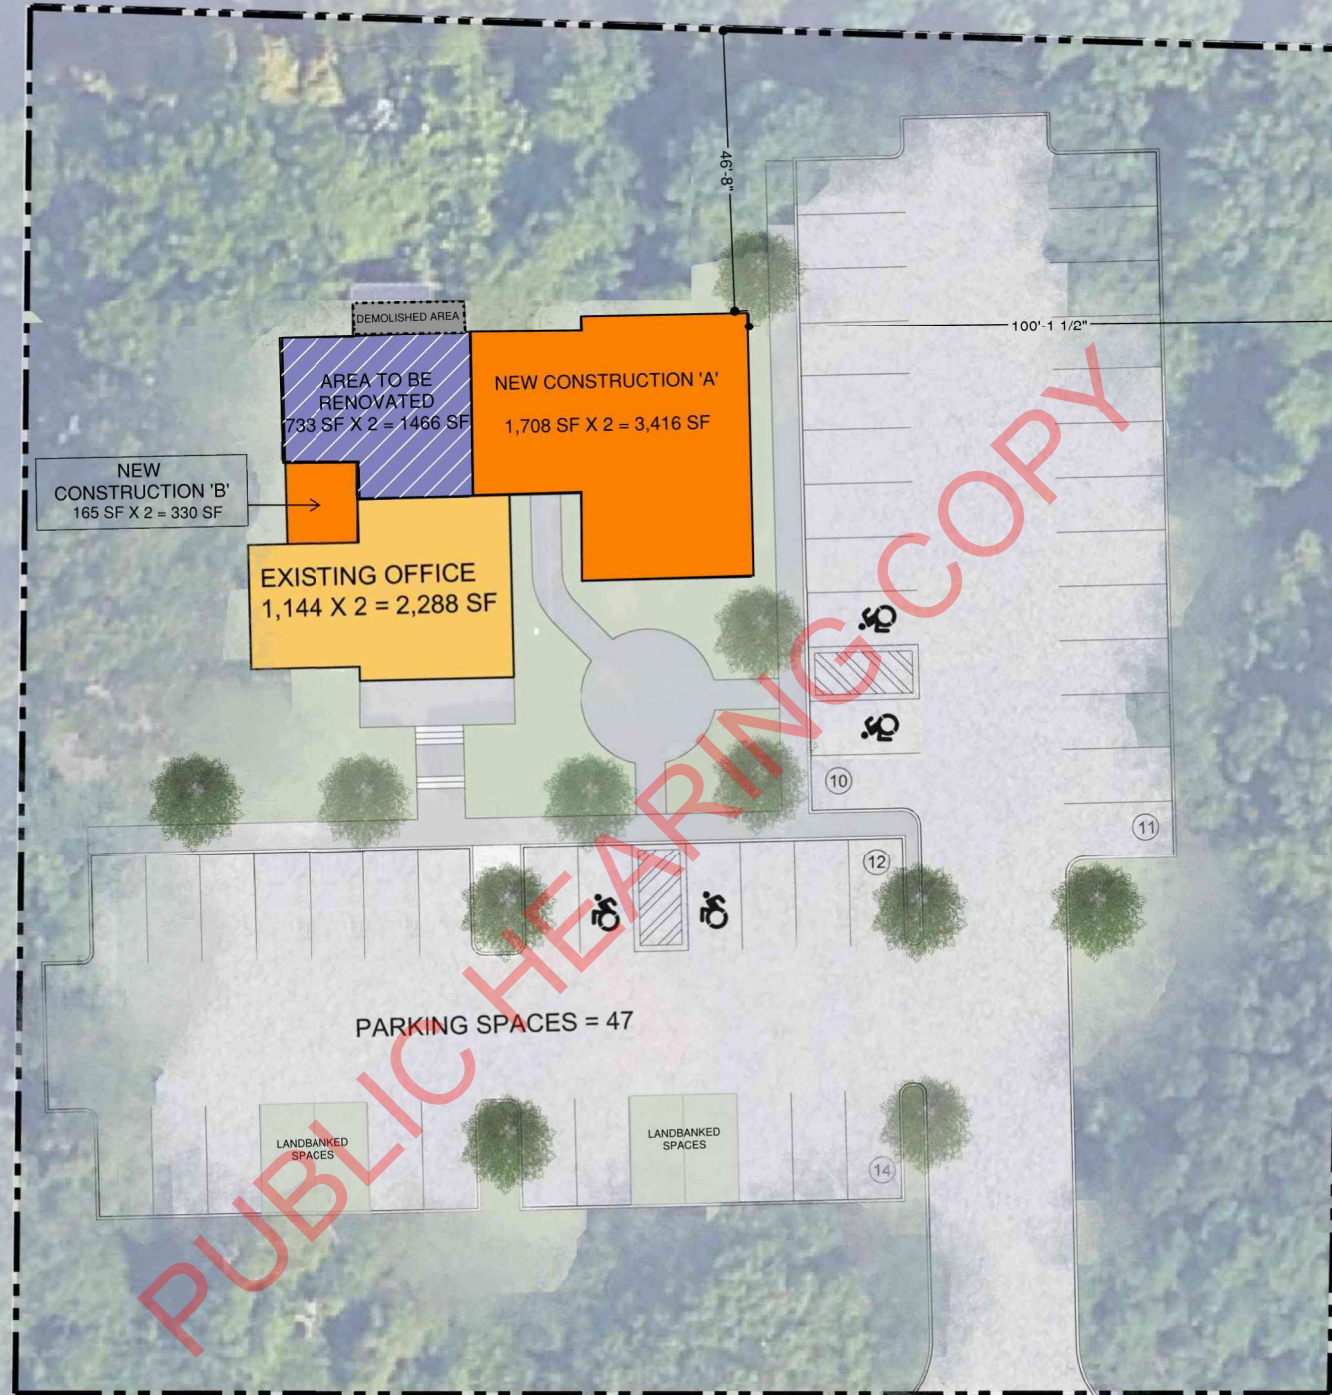 46'-8"
DEMOLISHED AREA
100'-1 1/2"
AREA TO BE
RENOVATED
733 SF X 2 = 1466 SF
NEW CONSTRUCTION 'A'
1,708 SF X 2 = 3,416 SF
NEW
CONSTRUCTION 'B'
165 SF X 2 = 330 SF
EXISTING OFFICE
1,144 X 2 = 2,288 SF
10
11
12
PARKING SPACES = 47
LANDBANKED
SPACES
LANDBANKED
SPACES
14
PUBLIC HEARING COPY